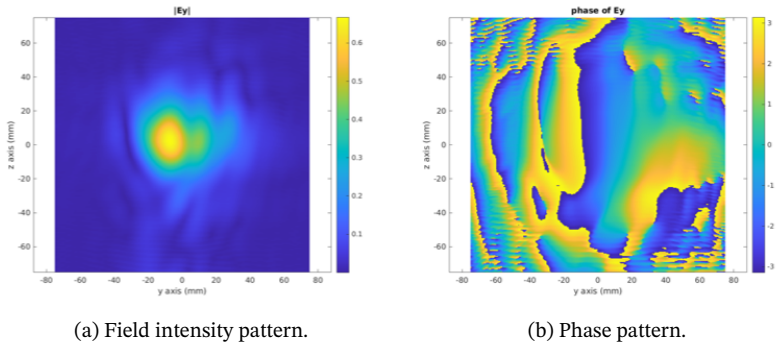 |Ey|
60
40
20
0
-20
-40
-60
z axis (mm)
-80 -60 -40 -20 0 20 40 60 80
y axis (mm)
0.6
0.5
0.4
0.3
0.2
0.1
phase of Ey
60
40
20
0
-20
-40
-60
z axis (mm)
-80 -60 -40 -20 0 20 40 60 80
y axis (mm)
3
2
1
0
-1
-2
-3
(a) Field intensity pattern.
(b) Phase pattern.